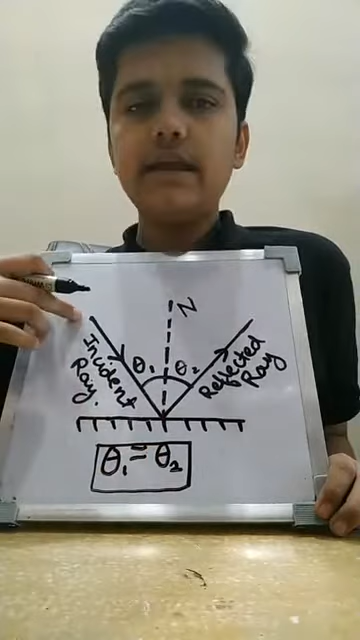 N
Incident
Ray.
θ₁
θ₂
Reflected
Ray
θ₁ = θ₂